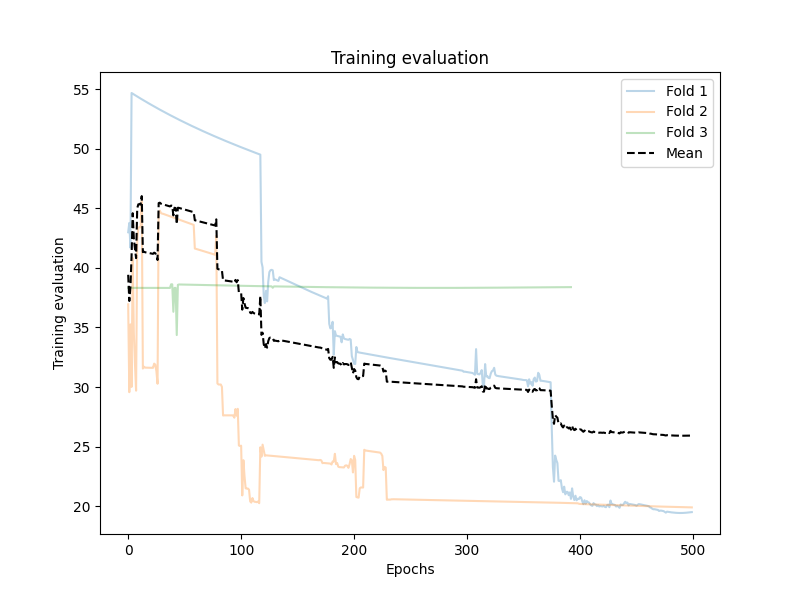 Training evaluation
Fold 1
Fold 2
Fold 3
Mean
Training evaluation
55
50
45
40
35
30
25
20
0 100 200 300 400 500
Epochs